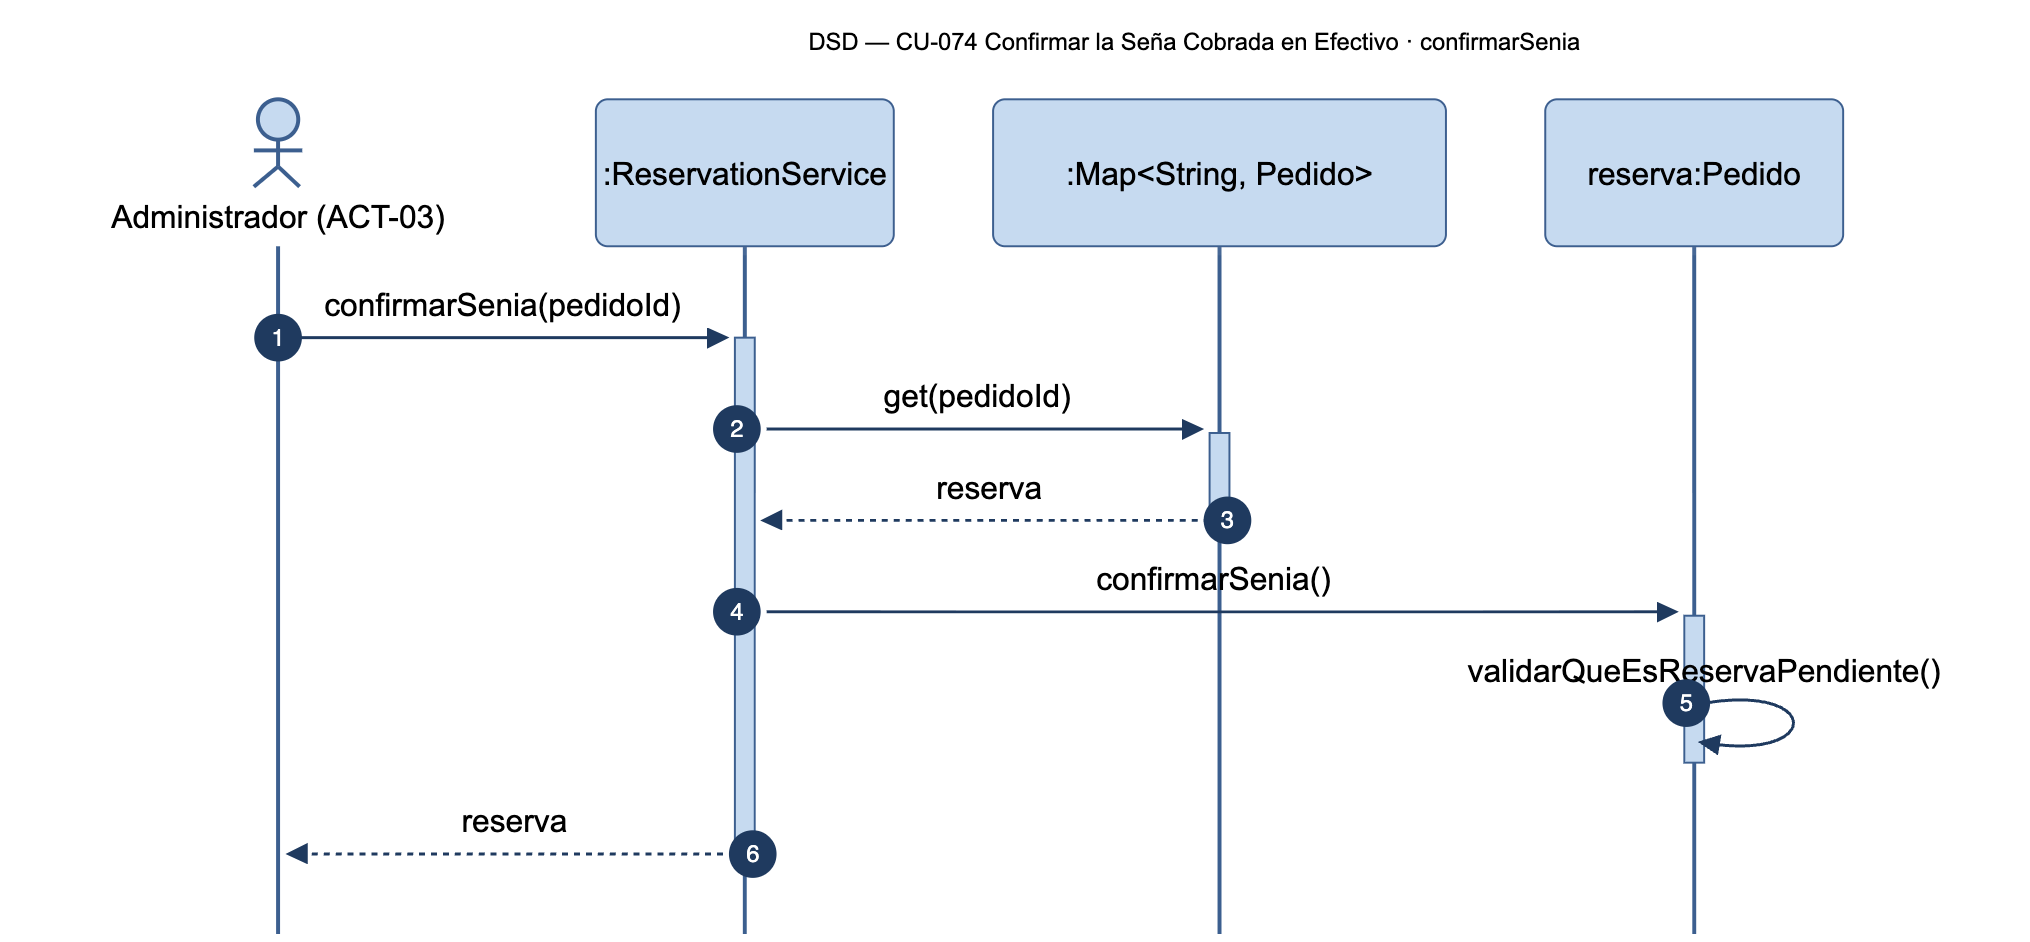 DSD — CU-074 Confirmar la Seña Cobrada en Efectivo · confirmarSenia
Administrador (ACT-03)
:ReservationService
:Map<String, Pedido>
reserva:Pedido
confirmarSenia(pedidoId)
1
get(pedidoId)
2
reserva
3
confirmarSenia()
4
validarQueEsReservaPendiente()
5
reserva
6